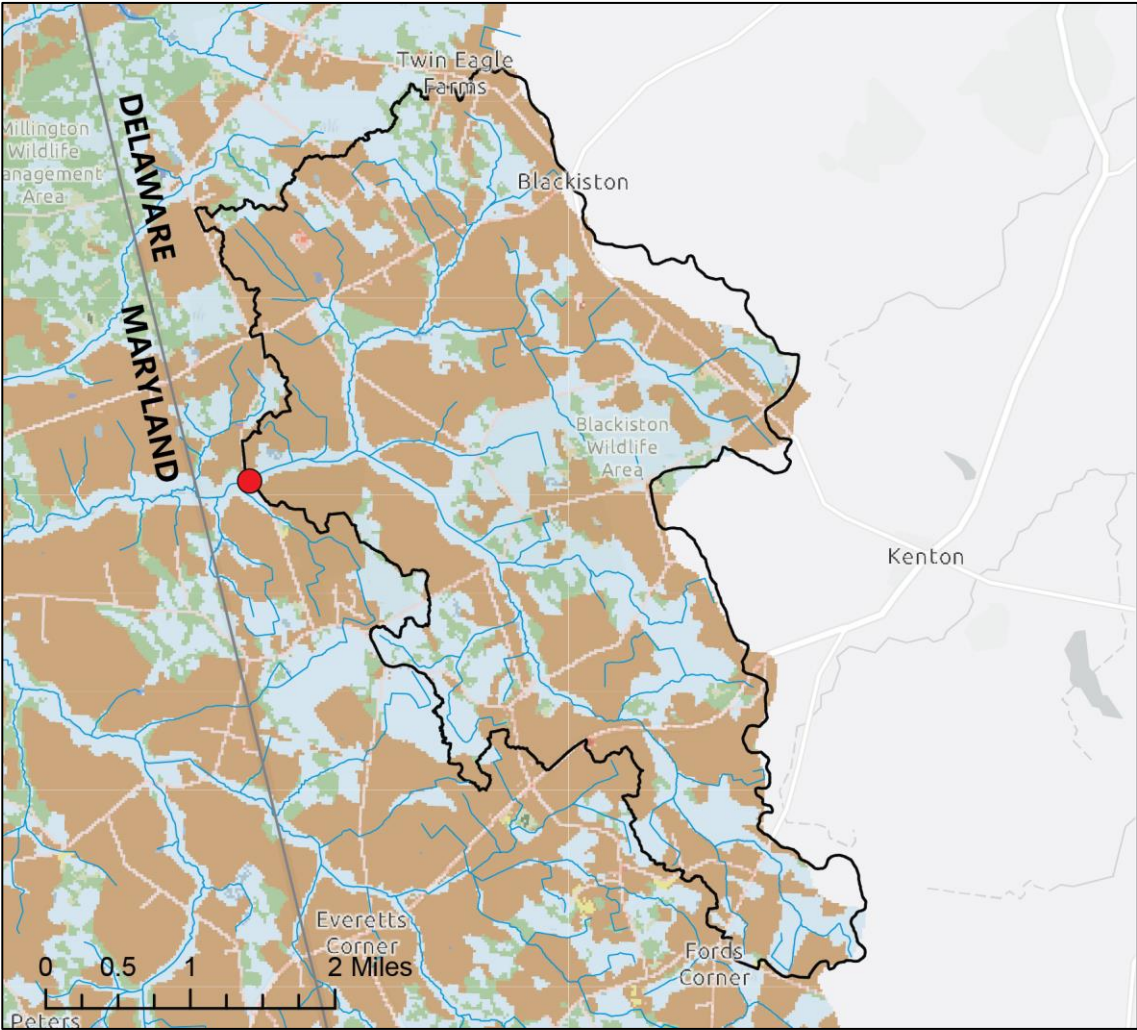 Twin Eagle
Farms
Millington
Wildlife
anagement
Area
DELAWARE
Blackiston
MARYLAND
Blackiston
Wildlife
Area
Kenton
Everetts
Corner
Fords
Corner
0 0.5 1 2 Miles
Peters